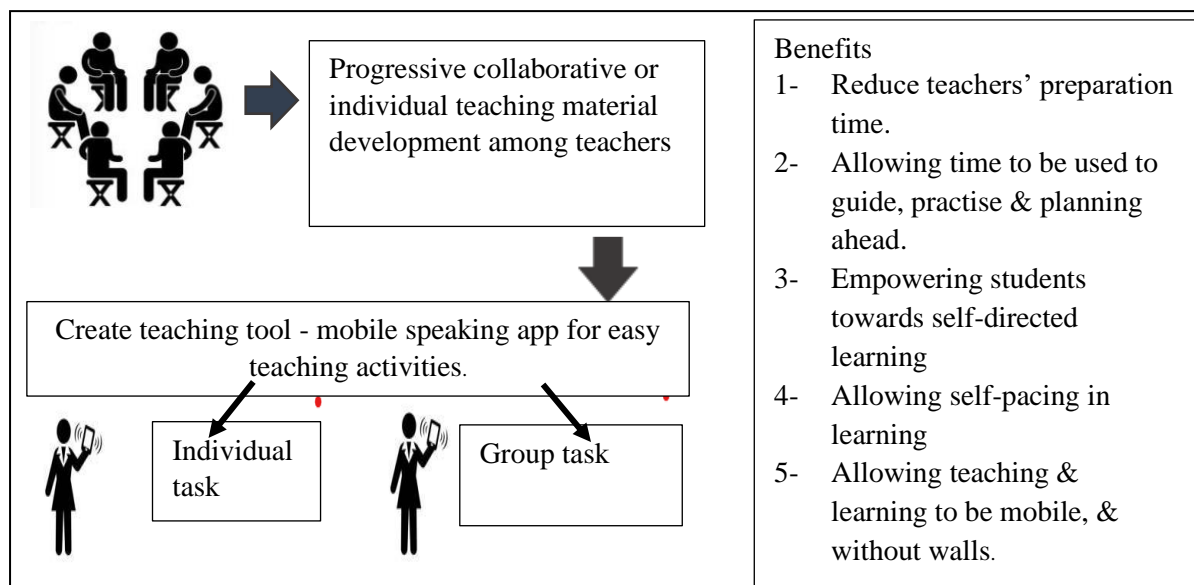 Progressive collaborative or
individual teaching material
development among teachers
Create teaching tool - mobile speaking app for easy
teaching activities.
Individual
task
Group task
Benefits
1- Reduce teachers’ preparation
time.
2- Allowing time to be used to
guide, practise & planning
ahead.
3- Empowering students
towards self-directed
learning
4- Allowing self-pacing in
learning
5- Allowing teaching &
learning to be mobile, &
without walls.